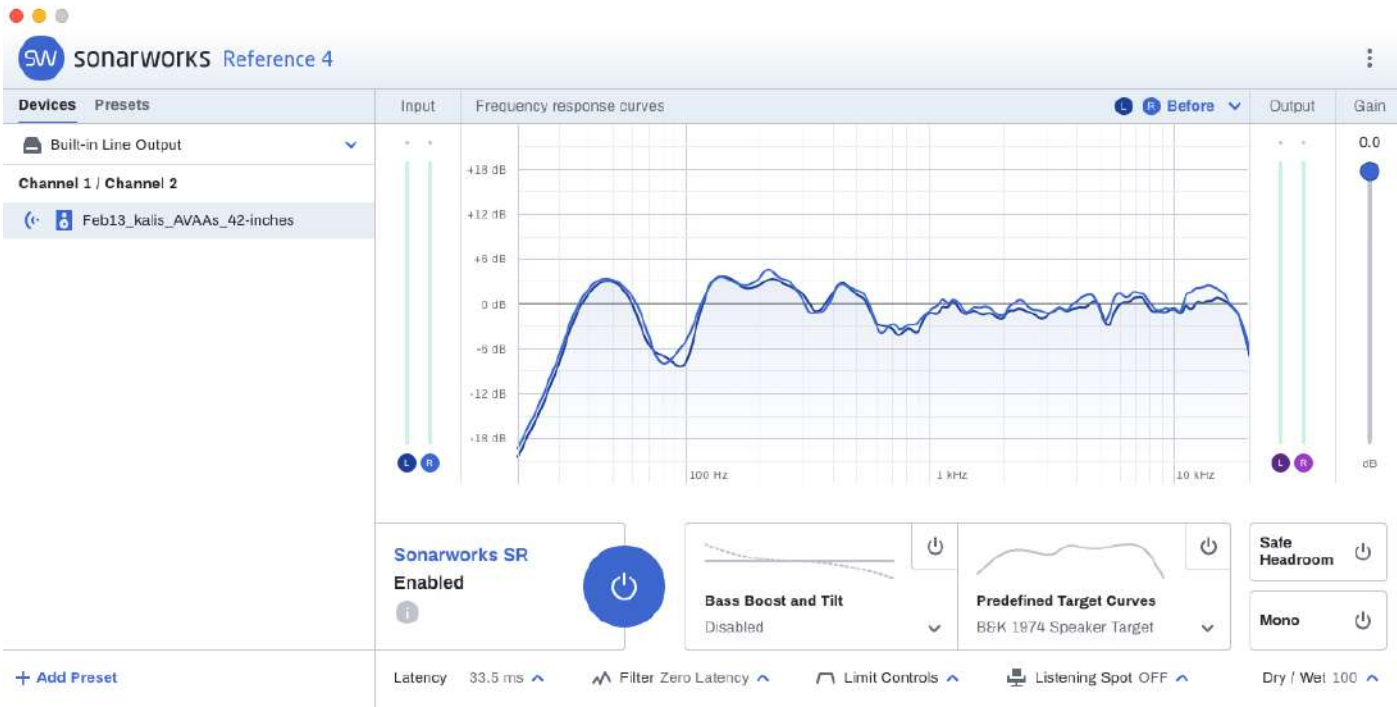 SW sonarworks Reference 4
Devices Presets
Input Frequency response curves L R Before Output Gain
Built-in Line Output
0.0
Channel 1 / Channel 2
Feb13_kalis_AVAAs_42-inches
+18 dB
+12 dB
+6 dB
0 dB
-6 dB
-12 dB
-18 dB
L R
100 Hz 1 kHz 10 kHz
L R
dB
Sonarworks SR
Enabled
i
Bass Boost and Tilt
Disabled
Predefined Target Curves
B&K 1974 Speaker Target
Safe
Headroom
Mono
+ Add Preset
Latency 33.5 ms Filter Zero Latency Limit Controls Listening Spot OFF Dry / Wet 100